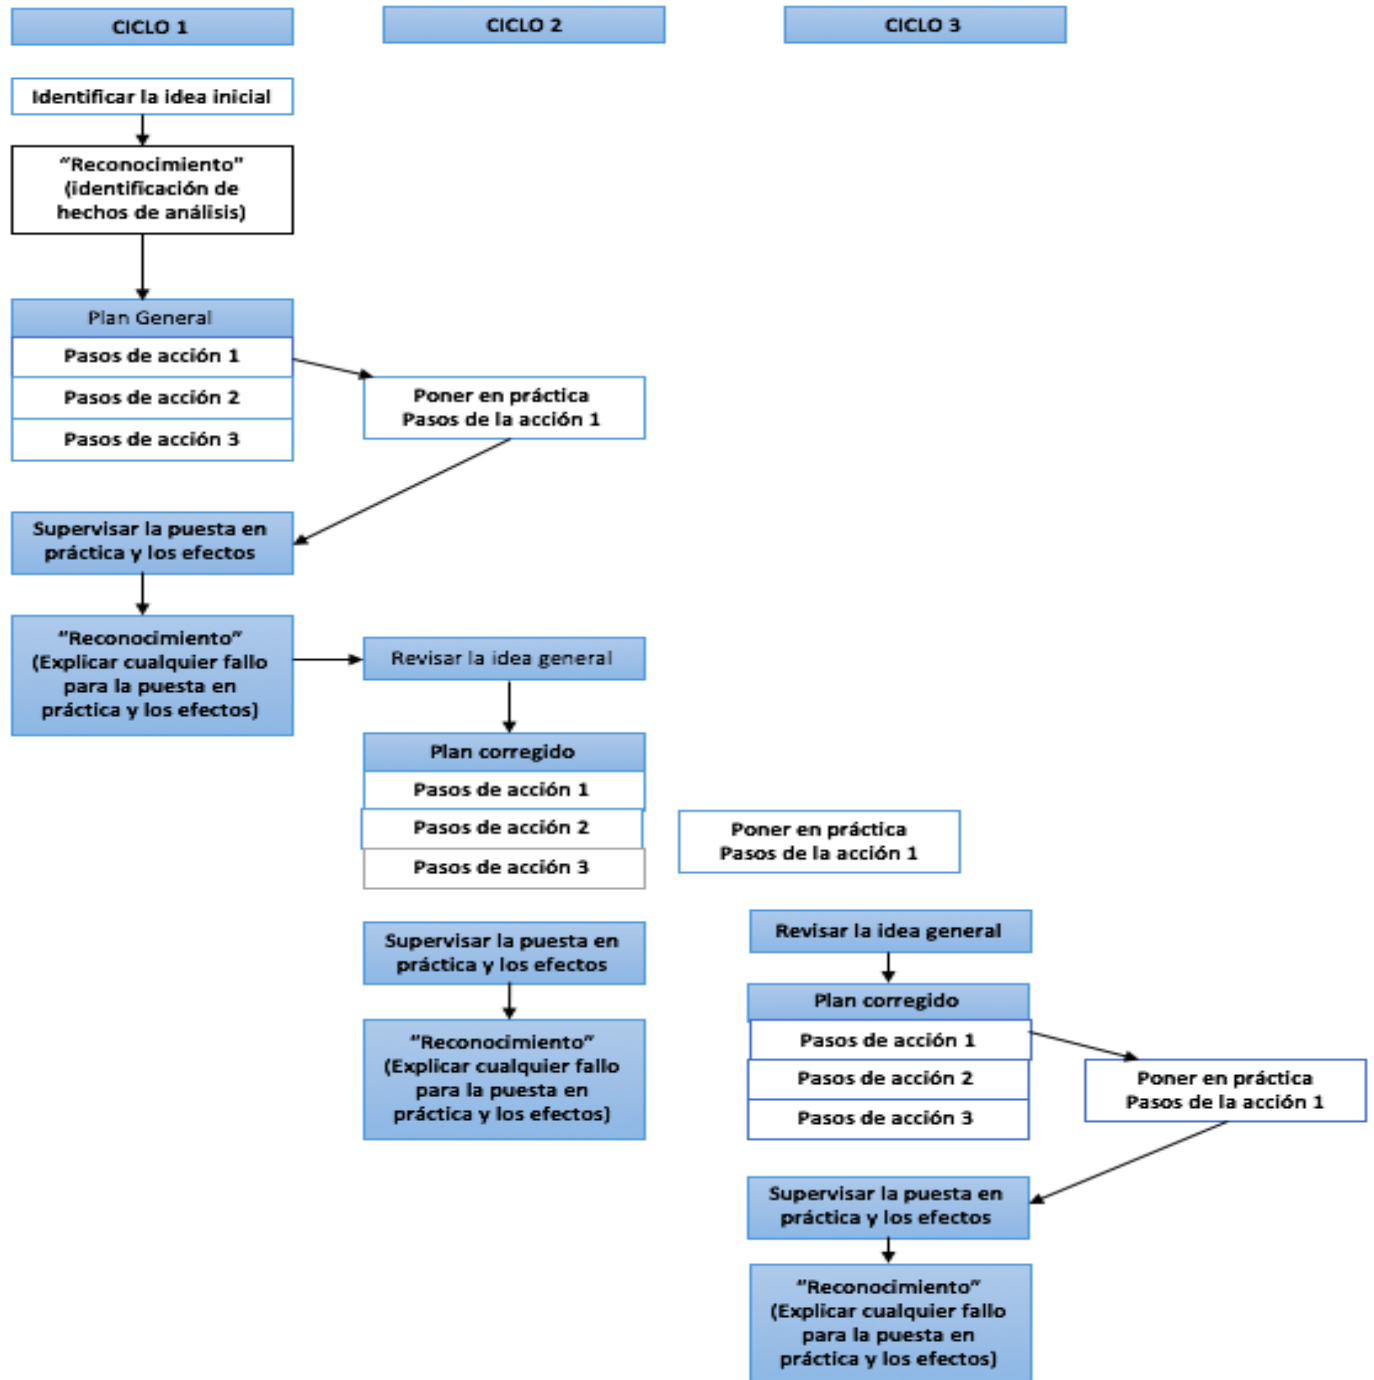 CICLO 1
CICLO 2
CICLO 3
Identificar la idea inicial
“Reconocimiento”
(identificación de
hechos de análisis)
Plan General
Pasos de acción 1
Pasos de acción 2
Pasos de acción 3
Poner en práctica
Pasos de la acción 1
Supervisar la puesta en
práctica y los efectos
“Reconocimiento”
(Explicar cualquier fallo
para la puesta en
práctica y los efectos)
Revisar la idea general
Plan corregido
Pasos de acción 1
Pasos de acción 2
Pasos de acción 3
Poner en práctica
Pasos de la acción 1
Supervisar la puesta en
práctica y los efectos
“Reconocimiento”
(Explicar cualquier fallo
para la puesta en
práctica y los efectos)
Revisar la idea general
Plan corregido
Pasos de acción 1
Pasos de acción 2
Pasos de acción 3
Poner en práctica
Pasos de la acción 1
Supervisar la puesta en
práctica y los efectos
“Reconocimiento”
(Explicar cualquier fallo
para la puesta en
práctica y los efectos)